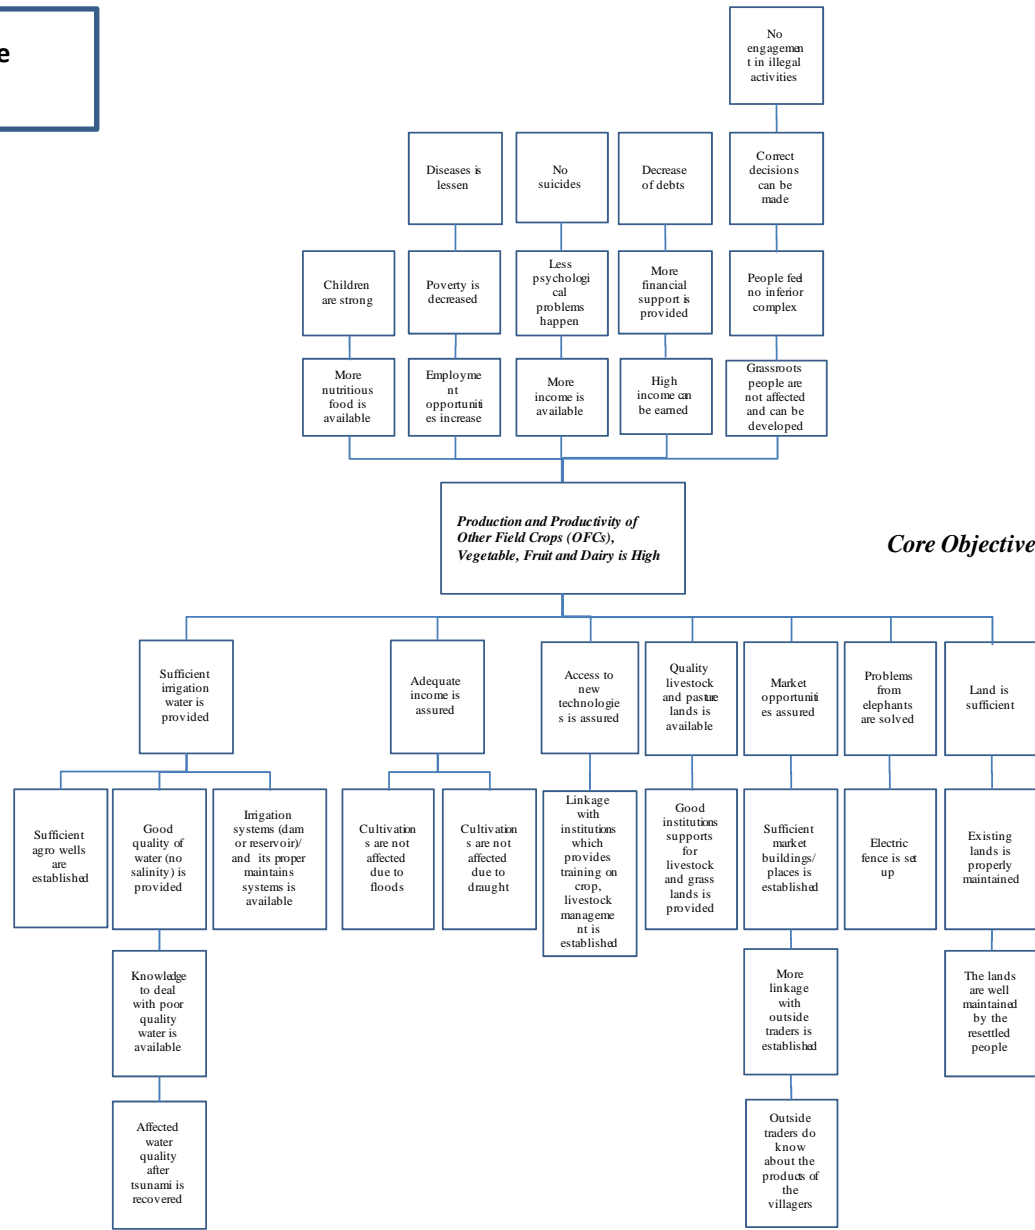 e
No
engagemen
t in illegal
activities
Diseases is
lessen
No
suicides
Decrease
of debts
Correct
decisions
can be
made
Children
are strong
Poverty is
decreased
Less
psychologi
cal
problems
happen
More
financial
support is
provided
People feel
no inferior
complex
More
nutritious
food is
available
Employme
nt
opportuniti
es increase
More
income is
available
High
income can
be earned
Grassroots
people are
not affected
and can be
developed
Production and Productivity of
Other Field Crops (OFCs),
Vegetable, Fruit and Dairy is High
Core Objective
Sufficient
irrigation
water is
provided
Adequate
income is
assured
Access to
new
technologie
s is assured
Quality
livestock
and pasture
lands is
available
Market
opportuniti
es assured
Problems
from
elephants
are solved
Land is
sufficient
Sufficient
agro wells
are
established
Good
quality of
water (no
salinity) is
provided
Irrigation
systems (dam
or reservoir)/
and its proper
maintains
systems is
available
Cultivation
s are not
affected
due to
floods
Cultivation
s are not
affected
due to
draught
Linkage
with
institutions
which
provides
training on
crop,
livestock
manageme
nt is
established
Good
institutions
supports
for
livestock
and grass
lands is
provided
Sufficient
market
buildings/
places is
established
Electric
fence is set
up
Existing
lands is
properly
maintained
Knowledge
to deal
with poor
quality
water is
available
More
linkage
with
outside
traders is
established
The lands
are well
maintained
by the
resettled
people
Affected
water
quality
after
tsunami is
recovered
Outside
traders do
know
about the
products of
the
villagers